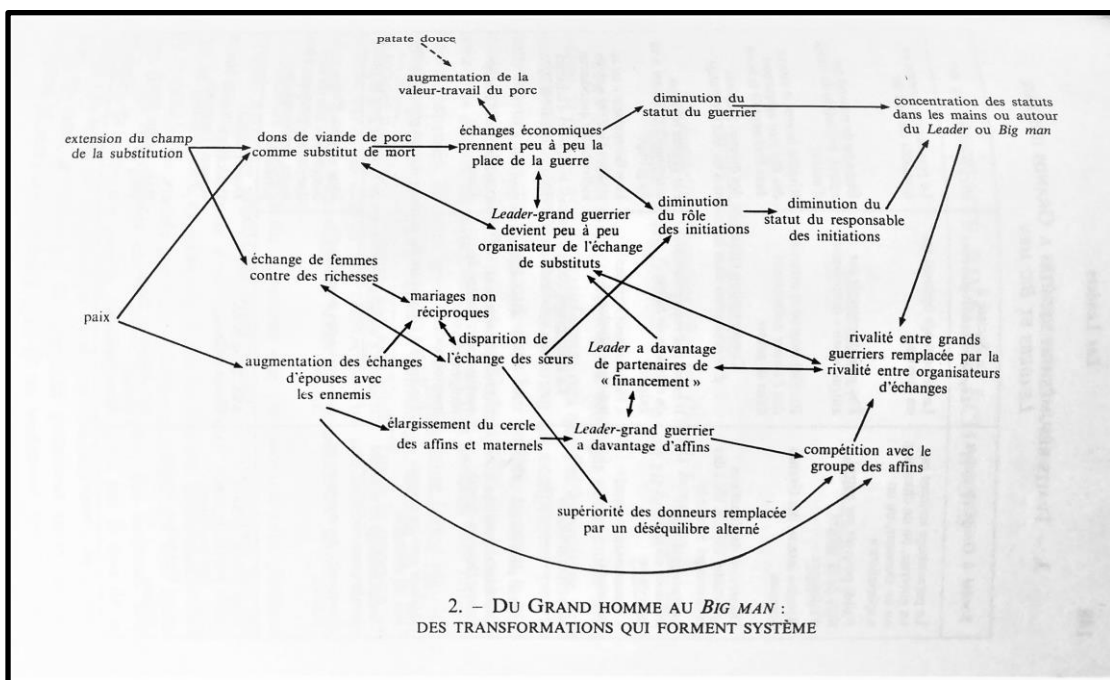 patate douce
augmentation de la
valeur-travail du porc
extension du champ
de la substitution
dons de viande de porc
comme substitut de mort
échanges économiques
prennent peu à peu la
place de la guerre
diminution du
statut du guerrier
concentration des statuts
dans les mains ou autour
du Leader ou Big man
Leader-grand guerrier
devient peu à peu
organisateur de l'échange
de substituts
diminution
du rôle
des initiations
diminution du
statut du responsable
des initiations
échange de femmes
contre des richesses
mariages non
réciproques
paix
disparition de
l'échange des sœurs
augmentation des échanges
d'épouses avec
les ennemis
Leader a davantage
de partenaires de
« financement »
rivalité entre grands
guerriers remplacée par la
rivalité entre organisateurs
d'échanges
élargissement du cercle
des affins et maternels
Leader-grand guerrier
a davantage d'affins
compétition avec le
groupe des affins
supériorité des donneurs remplacée
par un déséquilibre alterné
2. – DU GRAND HOMME AU BIG MAN :
DES TRANSFORMATIONS QUI FORMENT SYSTÈME